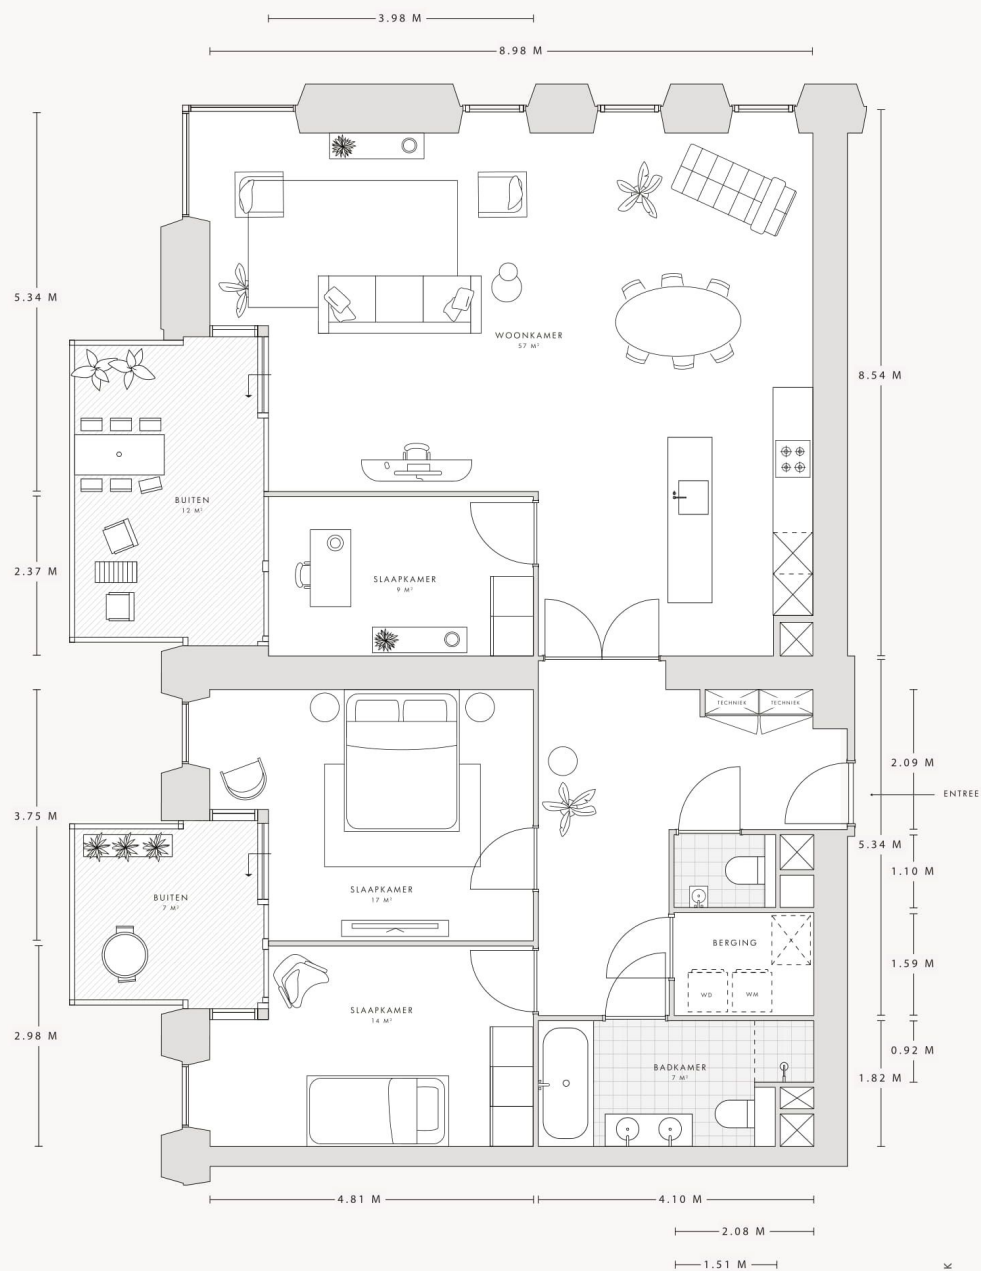 3.98 M
8.98 M
5.34 M
WOONKAMER
57 M²
8.54 M
BUITEN
12 M²
2.37 M
SLAAPKAMER
9 M²
TECHNIEK
TECHNIEK
2.09 M
ENTREE
3.75 M
5.34 M
1.10 M
SLAAPKAMER
17 M²
BUITEN
7 M²
BERGING
1.59 M
WD
WM
SLAAPKAMER
14 M²
2.98 M
0.92 M
BADKAMER
7 M²
1.82 M
4.81 M
4.10 M
2.08 M
1.51 M
K